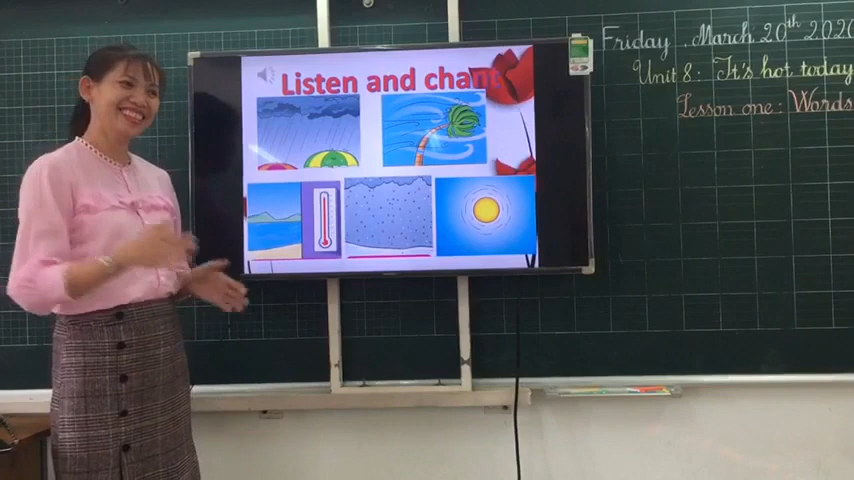 Listen and chant
Friday, March 20th 2020
Unit 8: It's hot today
Lesson one: Words